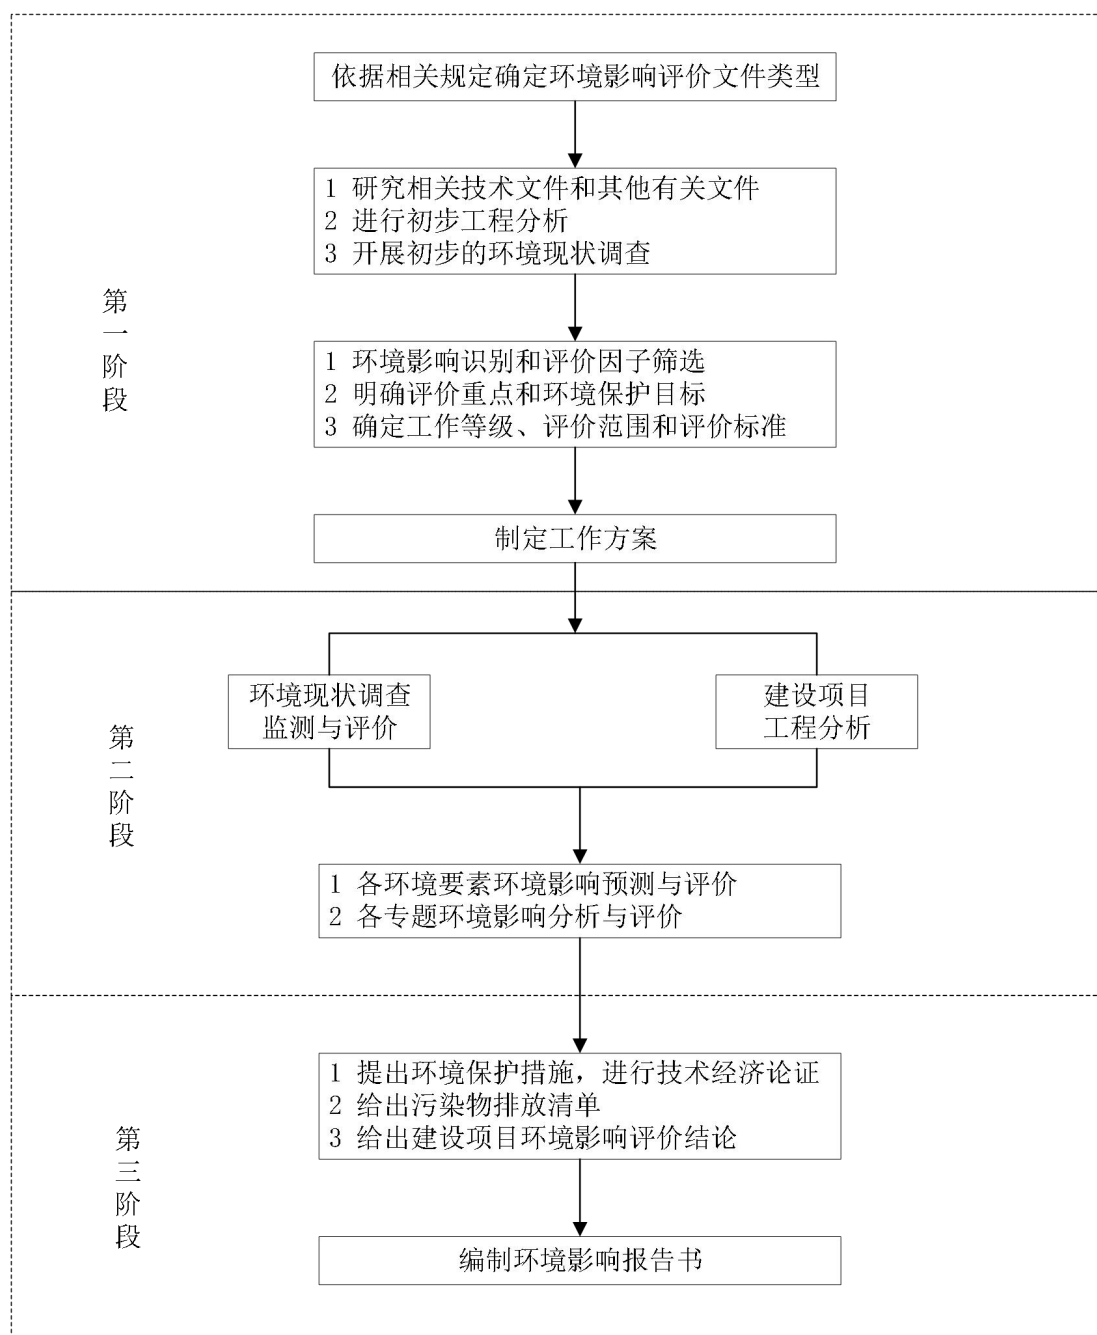 依据相关规定确定环境影响评价文件类型
1 研究相关技术文件和其他有关文件
2 进行初步工程分析
3 开展初步的环境现状调查
第一阶段
1 环境影响识别和评价因子筛选
2 明确评价重点和环境保护目标
3 确定工作等级、评价范围和评价标准
制定工作方案
环境现状调查
监测与评价
建设项目
工程分析
第二阶段
1 各环境要素环境影响预测与评价
2 各专题环境影响分析与评价
1 提出环境保护措施，进行技术经济论证
2 给出污染物排放清单
3 给出建设项目环境影响评价结论
第三阶段
编制环境影响报告书